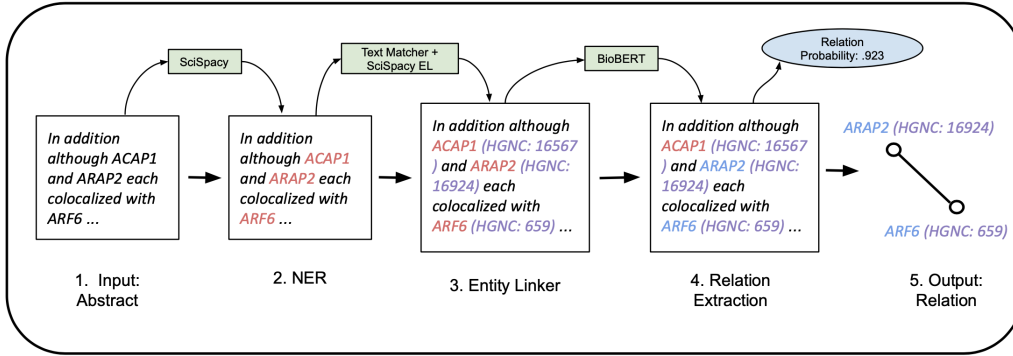 SciSpacy
Text Matcher +
SciSpacy EL
BioBERT
Relation
Probability: .923
In addition
although ACAP1
and ARAP2 each
colocalized with
ARF6 ...
In addition
although ACAP1
and ARAP2 each
colocalized with
ARF6 ...
In addition although
ACAP1 (HGNC: 16567
) and ARAP2 (HGNC:
16924) each
colocalized with
ARF6 (HGNC: 659) ...
In addition although
ACAP1 (HGNC: 16567
) and ARAP2 (HGNC:
16924) each
colocalized with
ARF6 (HGNC: 659) ...
ARAP2 (HGNC: 16924)
ARF6 (HGNC: 659)
1. Input:
Abstract
2. NER
3. Entity Linker
4. Relation
Extraction
5. Output:
Relation